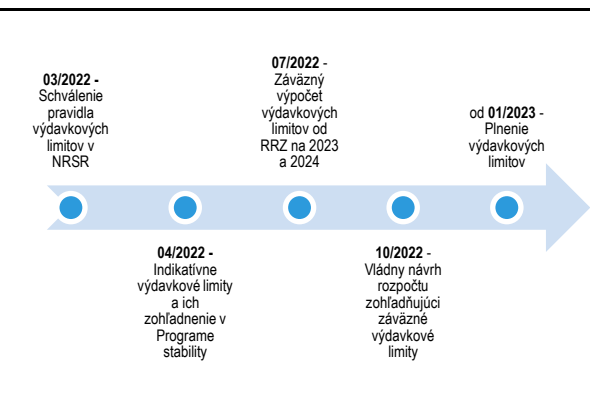 03/2022 -
Schválenie
pravidla
výdavkových
limitov v
NRSR
04/2022 -
Indikatívne
výdavkové limity
a ich
zohľadnenie v
Programe
stability
07/2022 -
Záväzný
výpočet
výdavkových
limitov od
RRZ na 2023
a 2024
10/2022 -
Vládny návrh
rozpočtu
zohľadňujúci
záväzné
výdavkové
limity
od 01/2023 -
Plnenie
výdavkových
limitov